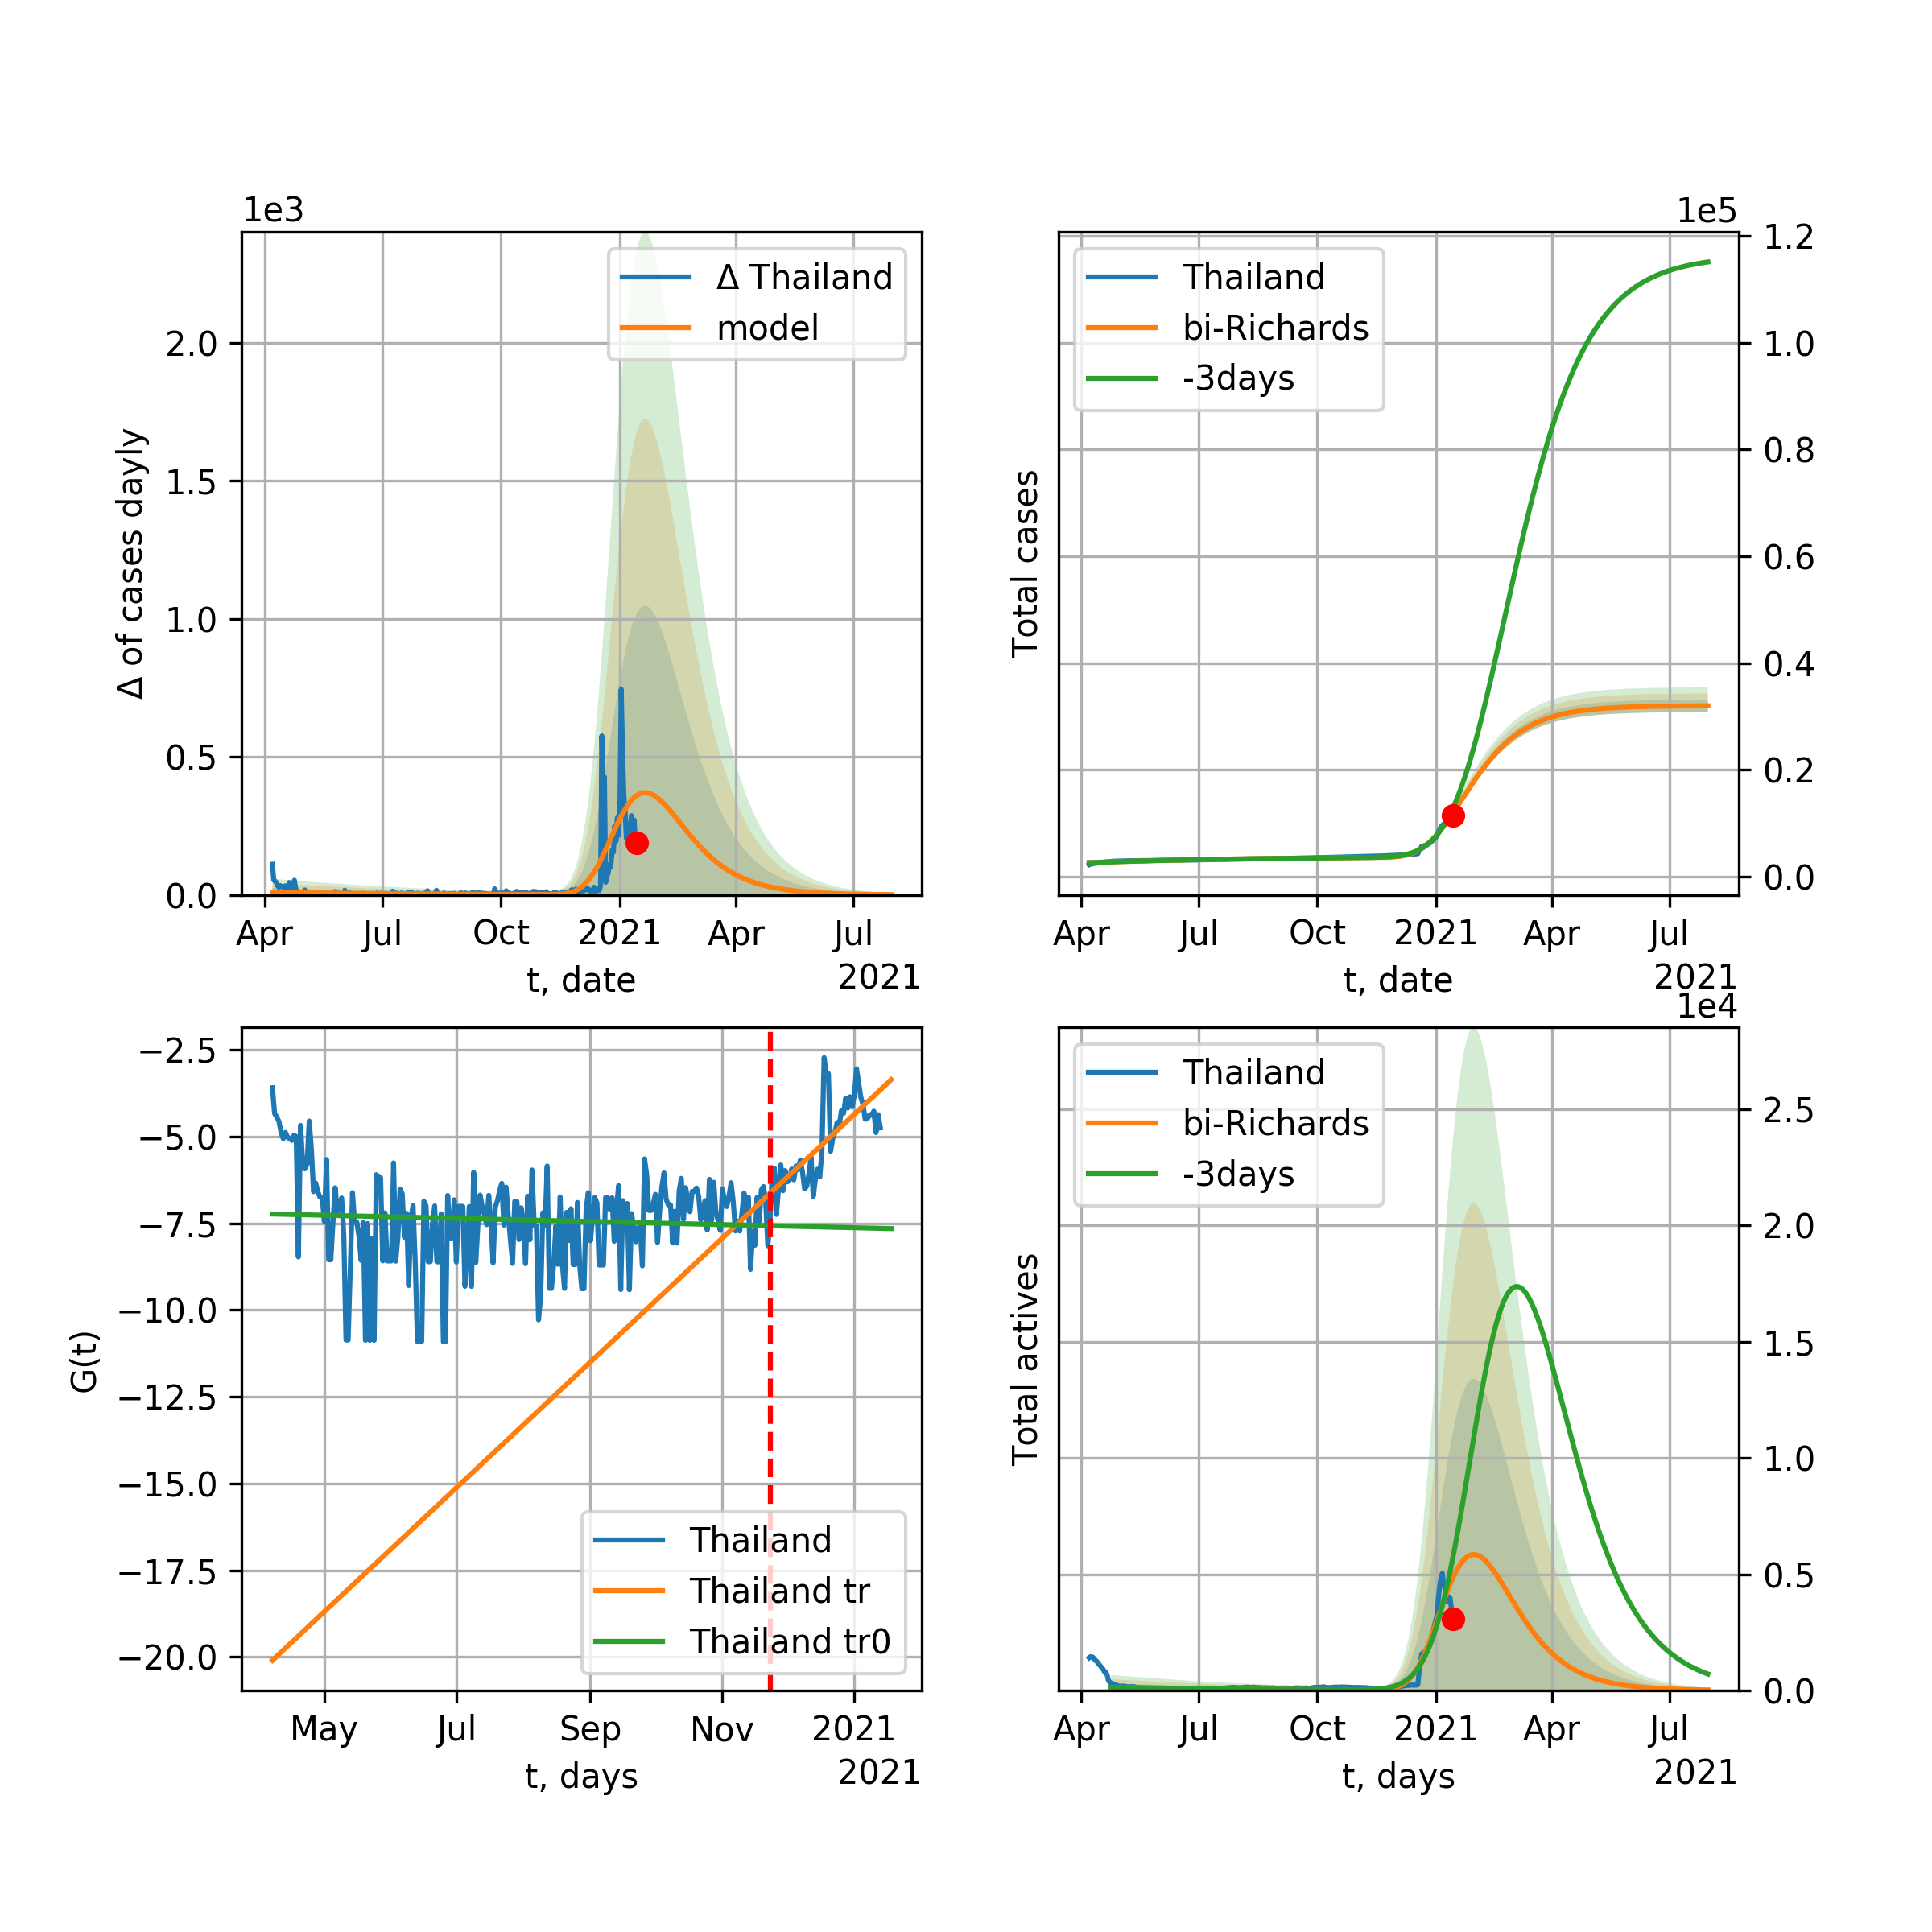 1e3
Δ of cases dayly
2.0
1.5
1.0
0.5
0.0
Δ Thailand
model
Apr Jul Oct 2021 Apr Jul
t, date
2021
1e5
Total cases
Thailand
bi-Richards
-3days
1.2
1.0
0.8
0.6
0.4
0.2
0.0
Apr Jul Oct 2021 Apr Jul
t, date
2021
G(t)
−2.5
−5.0
−7.5
−10.0
−12.5
−15.0
−17.5
−20.0
Thailand
Thailand tr
Thailand tr0
May Jul Sep Nov 2021
t, days
2021
1e4
Total actives
Thailand
bi-Richards
-3days
2.5
2.0
1.5
1.0
0.5
0.0
Apr Jul Oct 2021 Apr Jul
t, days
2021